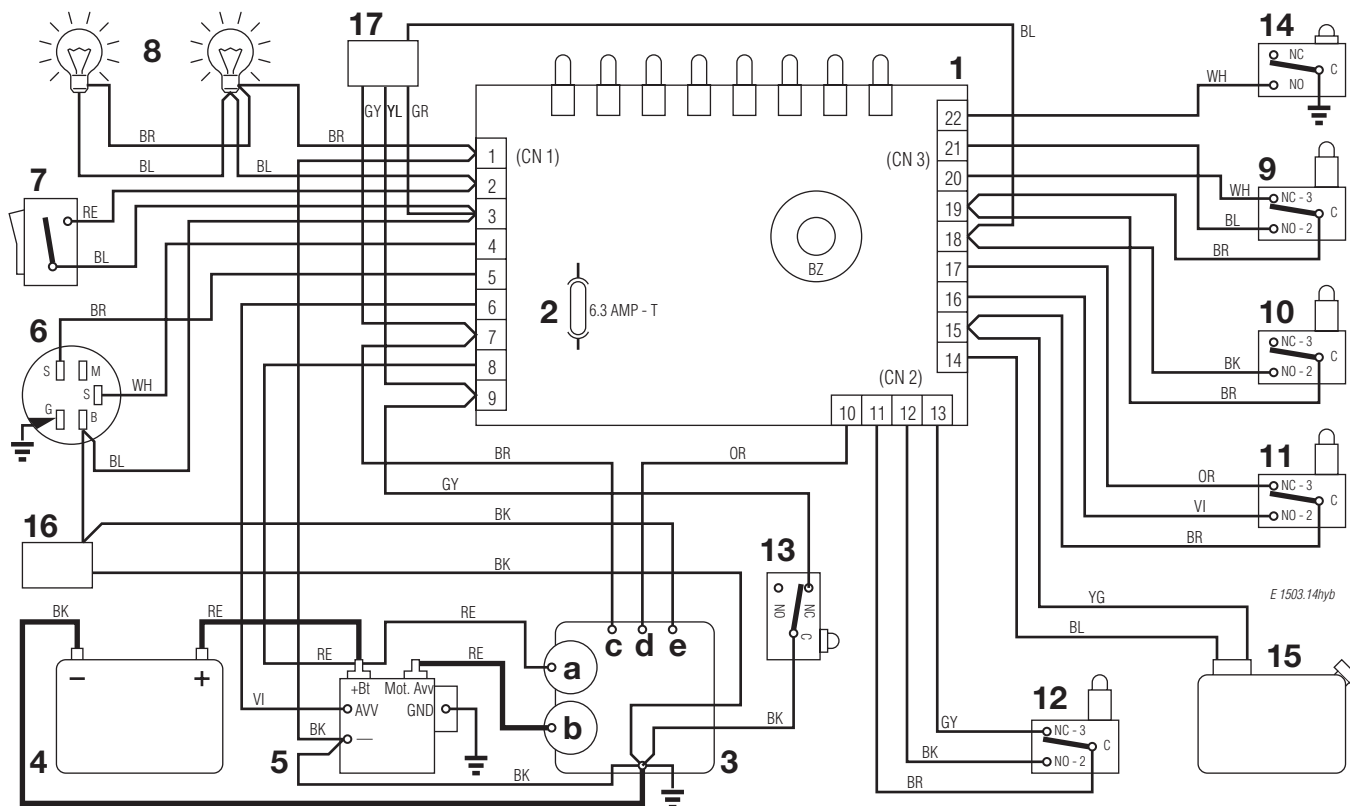 8
17
1
14
GY YL GR
BL
WH
NC
C
NO
22
21
20
19
18
17
16
15
14
(CN 3)
BR
BR
BL
BL
1
2
3
4
5
6
7
8
9
(CN 1)
7
RE
BL
9
WH
NC - 3
C
BL
NO - 2
BR
BZ
2
6.3 AMP - T
6
BR
S
M
S
WH
G
B
BL
10
NC - 3
C
BK
NO - 2
BR
(CN 2)
10
11
12
13
11
OR
NC - 3
C
VI
NO - 2
BR
BR
OR
GY
BK
16
BK
13
NO
NC
C
BK
E 1503.14hyb
YG
BL
15
BK
RE
RE
RE
RE
–
+
4
+Bt
Mot. Avv
VI
AVV
GND
BK
—
5
BK
a
b
c
d
e
3
12
GY
NC - 3
C
BK
NO - 2
BR